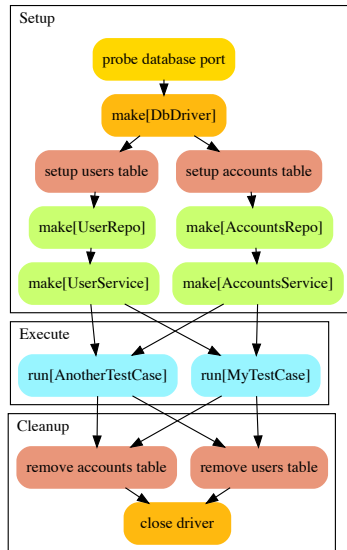 Setup
probe database port
make[DbDriver]
setup users table
setup accounts table
make[UserRepo]
make[AccountsRepo]
make[UserService]
make[AccountsService]
Execute
run[AnotherTestCase]
run[MyTestCase]
Cleanup
remove accounts table
remove users table
close driver